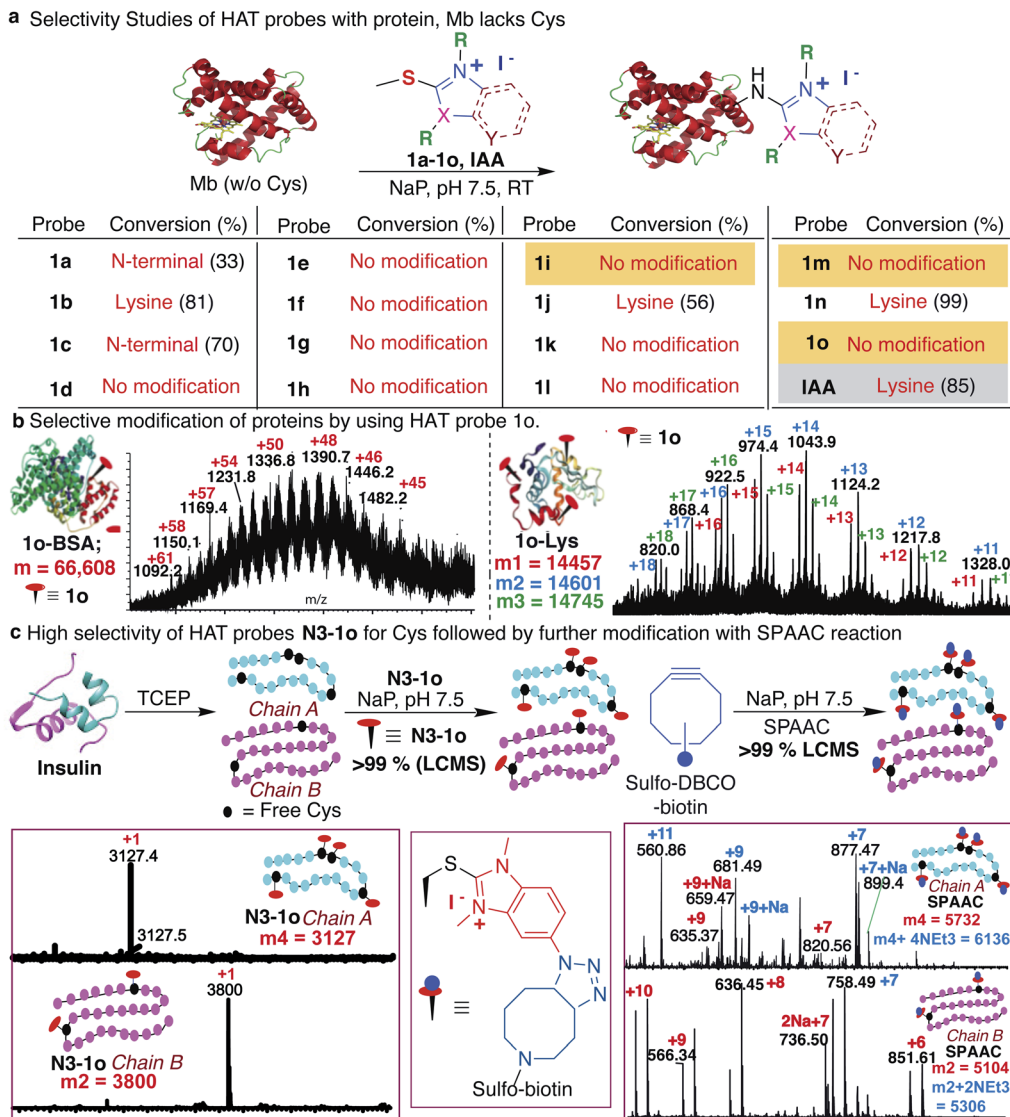 a Selectivity Studies of HAT probes with protein, Mb lacks Cys
R
S
N + I -
X
R
Y
1a-1o, IAA
NaP, pH 7.5, RT
Mb (w/o Cys)
H
N
R
N + I -
X
R
Y
Probe Conversion (%) Probe Conversion (%) Probe Conversion (%) Probe Conversion (%)
1a N-terminal (33) 1e No modification 1i No modification 1m No modification
1b Lysine (81) 1f No modification 1j Lysine (56) 1n Lysine (99)
1c N-terminal (70) 1g No modification 1k No modification 1o No modification
1d No modification 1h No modification 1l No modification IAA Lysine (85)
b Selective modification of proteins by using HAT probe 1o.
1o-BSA;
m = 66,608
≡ 1o
+61
1092.2
+58
1150.1
+57
1169.4
+54
1231.8
+50
1336.8
+48
1390.7
+46
1446.2
+45
1482.2
m/z
1o-Lys
m1 = 14457
m2 = 14601
m3 = 14745
≡ 1o
+18
+18
820.0
+17
+17
868.4
+16
+16
+16
922.5
+15
+15
974.4
+15
+14
+14
1043.9
+14
+13
+13
1124.2
+13
+12
+12
1217.8
+12
+11
+11
1328.0
c High selectivity of HAT probes N3-1o for Cys followed by further modification with SPAAC reaction
Insulin
TCEP
Chain A
Chain B
= Free Cys
N3-1o
NaP, pH 7.5
≡ N3-1o
>99 % (LCMS)
Sulfo-DBCO
-biotin
NaP, pH 7.5
SPAAC
>99 % LCMS
+1
3127.4
3127.5
N3-1o Chain A
m4 = 3127
+1
3800
N3-1o Chain B
m2 = 3800
S
N
I-
N
+
N
N
N
N
≡
Sulfo-biotin
+11
560.86
+9
635.37
+9+Na
659.47
+9
681.49
+9+Na
+7
820.56
+7
877.47
+7+Na
899.4
Chain A
SPAAC
m4 = 5732
m4+ 4NEt3 = 6136
+10
+9
566.34
636.45 +8
2Na+7
736.50
758.49 +7
+6
851.61
Chain B
SPAAC
m2 = 5104
m2+2NEt3
= 5306